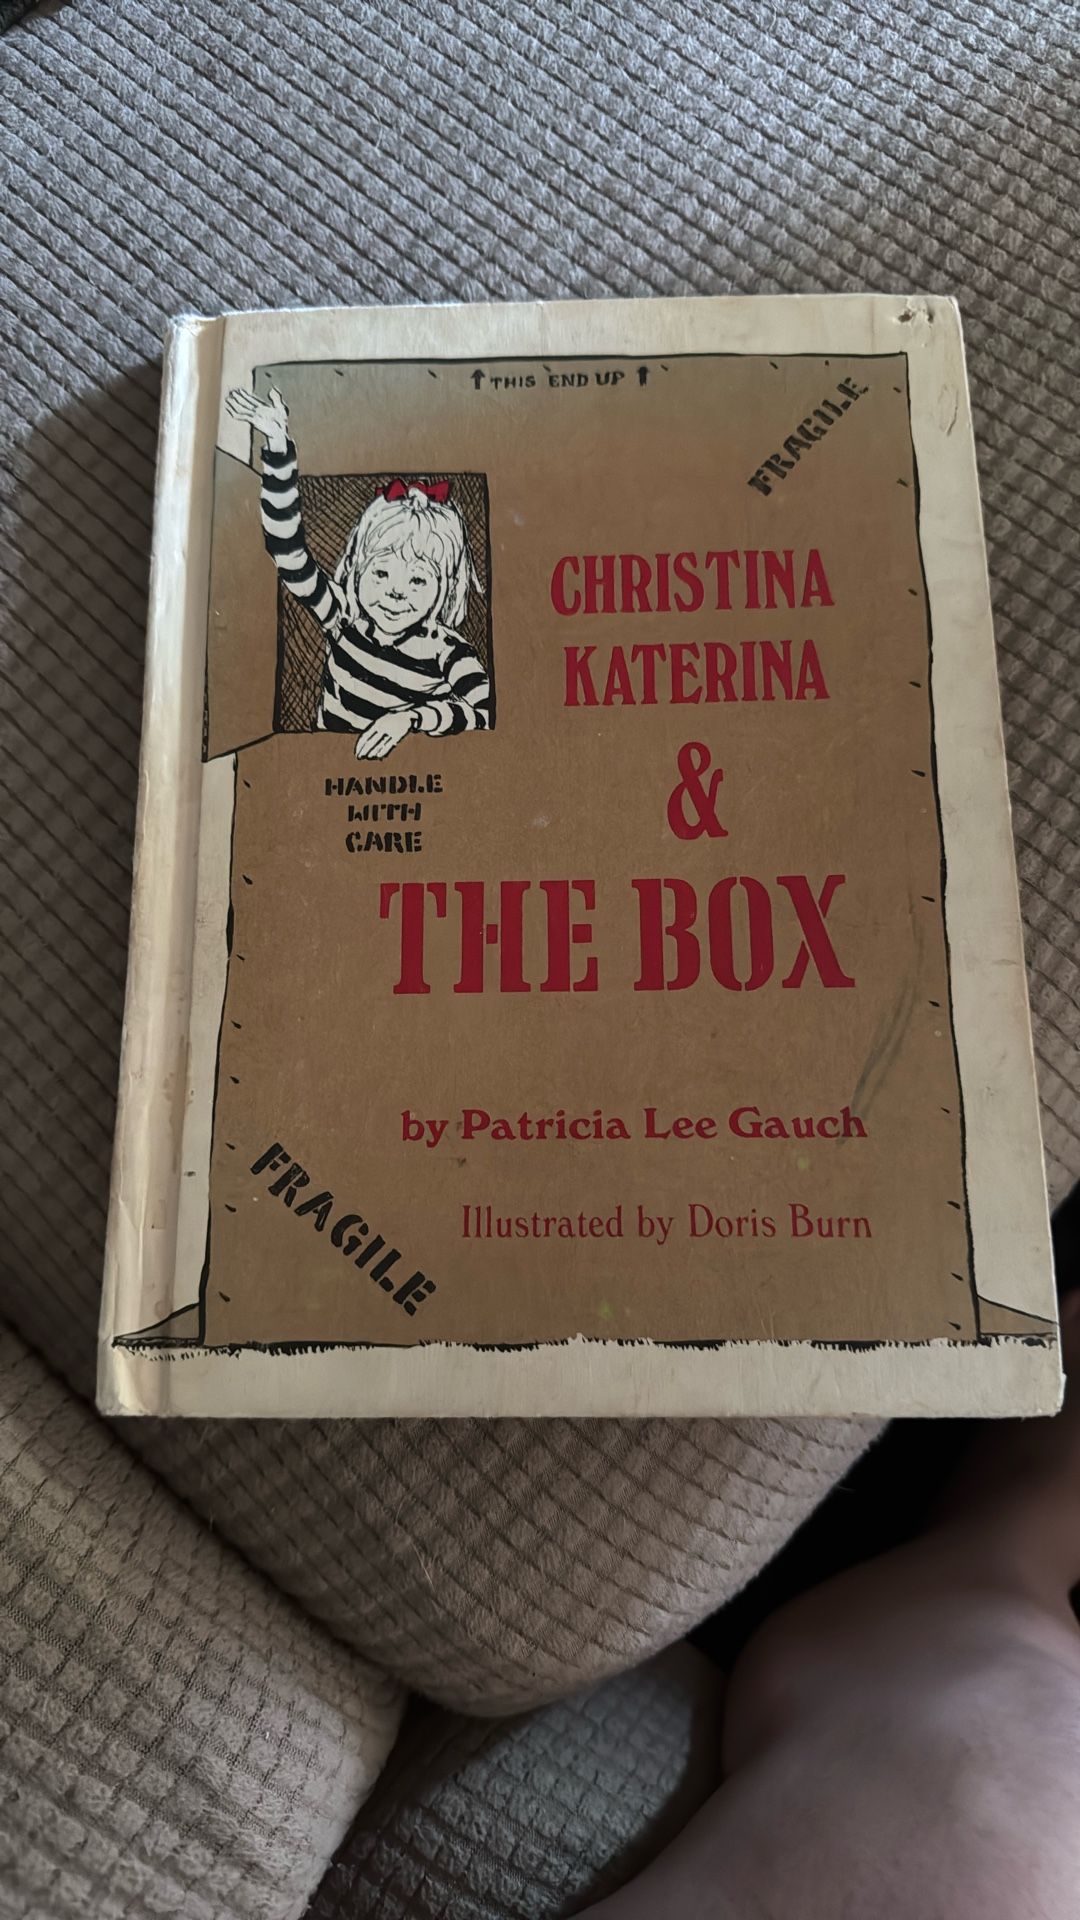 ↑ THIS END UP ↑
FRAGILE
CHRISTINA
KATERINA
&
THE BOX
HANDLE
WITH
CARE
by Patricia Lee Gauch
Illustrated by Doris Burn
FRAGILE